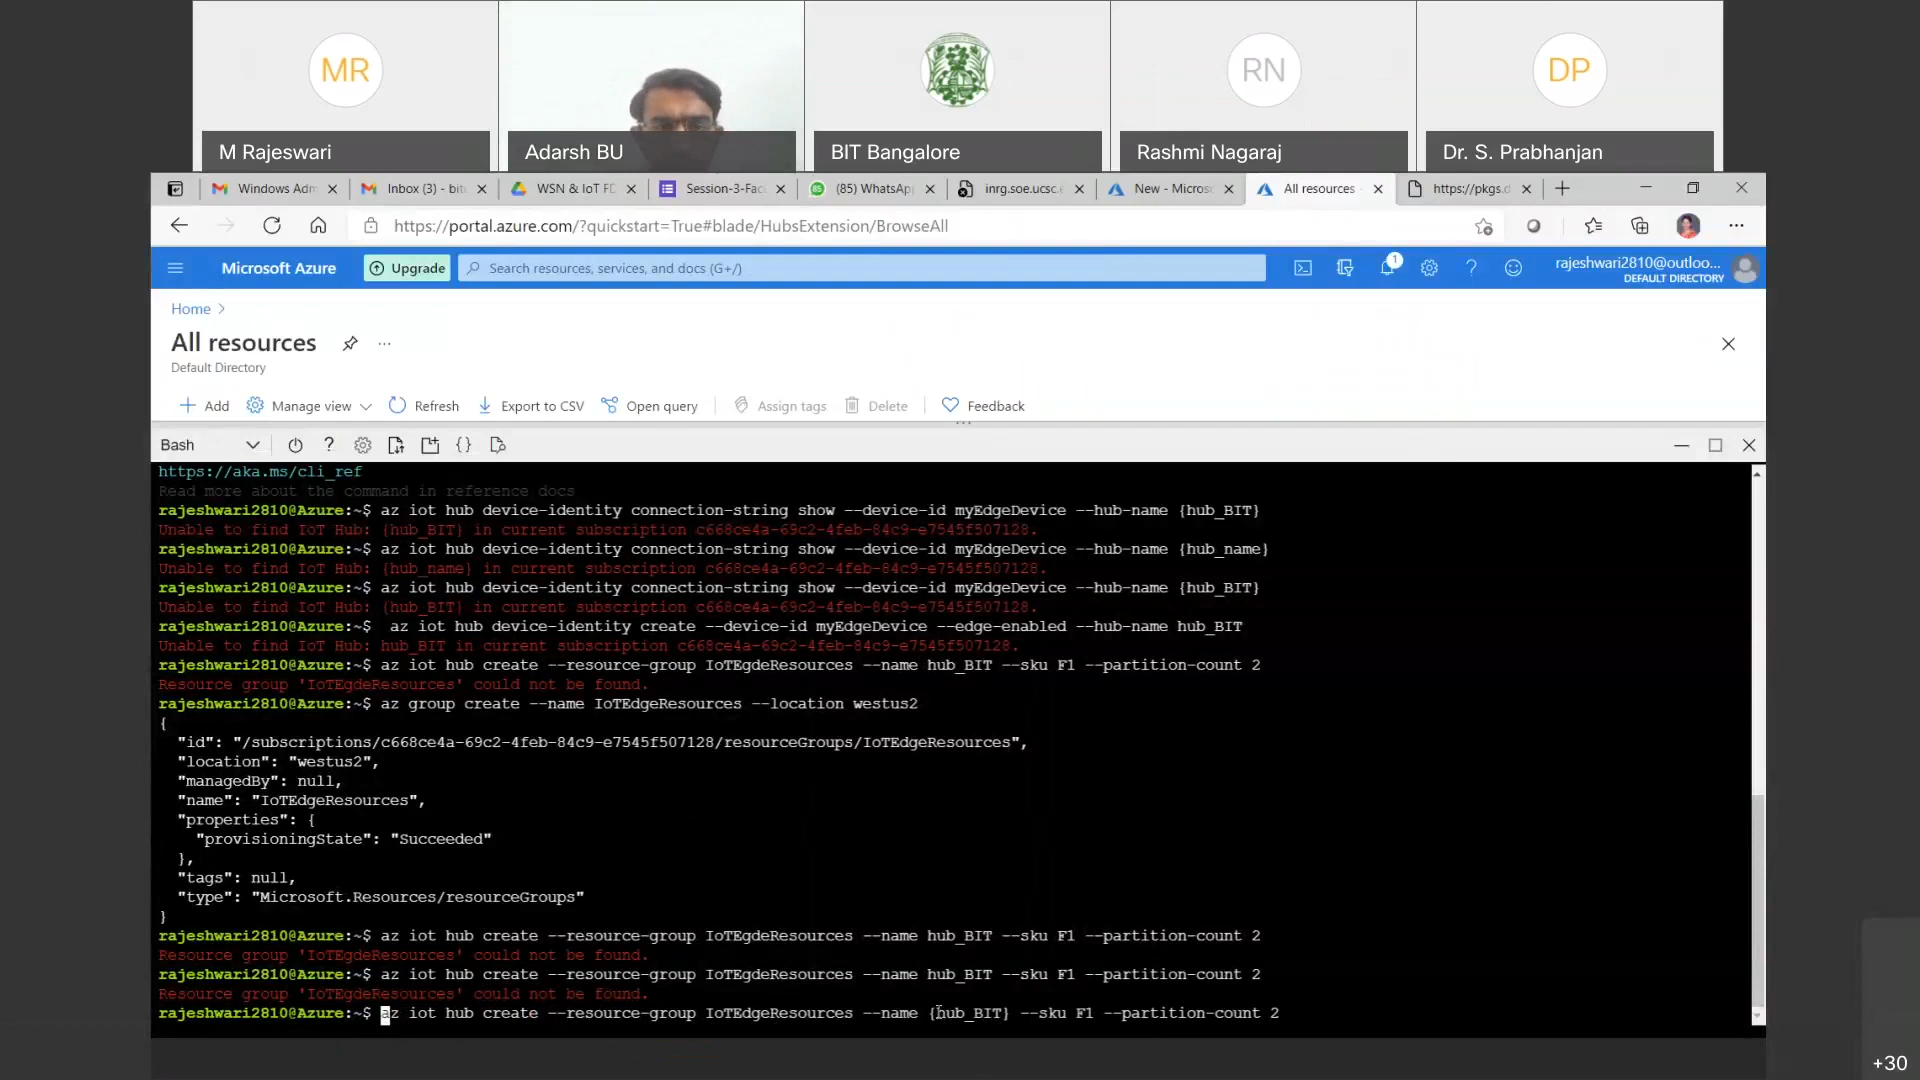 MR
RN
DP
M Rajeswari
Adarsh BU
BIT Bangalore
Rashmi Nagaraj
Dr. S. Prabhanjan
Windows Adm
Inbox (3) - bit
WSN & IoT FD
Session-3-Fac
(85) WhatsApp
inrg.soe.ucsc.
New - Micros
All resources
https://pkgs.d
https://portal.azure.com/?quickstart=True#blade/HubsExtension/BrowseAll
Microsoft Azure
Upgrade
Search resources, services, and docs (G+/)
1
rajeshwari2810@outloo...
DEFAULT DIRECTORY
Home >
All resources
Default Directory
Add
Manage view
Refresh
Export to CSV
Open query
Assign tags
Delete
Feedback
Bash
https://aka.ms/cli_ref
Read more about the command in reference docs
rajeshwari2810@Azure:~$ az iot hub device-identity connection-string show --device-id myEdgeDevice --hub-name {hub_BIT}
Unable to find IoT Hub: {hub_BIT} in current subscription c668ce4a-69c2-4feb-84c9-e7545f507128.
rajeshwari2810@Azure:~$ az iot hub device-identity connection-string show --device-id myEdgeDevice --hub-name {hub_name}
Unable to find IoT Hub: {hub_name} in current subscription c668ce4a-69c2-4feb-84c9-e7545f507128.
rajeshwari2810@Azure:~$ az iot hub device-identity connection-string show --device-id myEdgeDevice --hub-name {hub_BIT}
Unable to find IoT Hub: {hub_BIT} in current subscription c668ce4a-69c2-4feb-84c9-e7545f507128.
rajeshwari2810@Azure:~$  az iot hub device-identity create --device-id myEdgeDevice --edge-enabled --hub-name hub_BIT
Unable to find IoT Hub: hub_BIT in current subscription c668ce4a-69c2-4feb-84c9-e7545f507128.
rajeshwari2810@Azure:~$ az iot hub create --resource-group IoTEgdeResources --name hub_BIT --sku F1 --partition-count 2
Resource group 'IoTEgdeResources' could not be found.
rajeshwari2810@Azure:~$ az group create --name IoTEdgeResources --location westus2
{
"id": "/subscriptions/c668ce4a-69c2-4feb-84c9-e7545f507128/resourceGroups/IoTEdgeResources",
"location": "westus2",
"managedBy": null,
"name": "IoTEdgeResources",
"properties": {
"provisioningState": "Succeeded"
},
"tags": null,
"type": "Microsoft.Resources/resourceGroups"
}
rajeshwari2810@Azure:~$ az iot hub create --resource-group IoTEgdeResources --name hub_BIT --sku F1 --partition-count 2
Resource group 'IoTEgdeResources' could not be found.
rajeshwari2810@Azure:~$ az iot hub create --resource-group IoTEgdeResources --name hub_BIT --sku F1 --partition-count 2
Resource group 'IoTEgdeResources' could not be found.
rajeshwari2810@Azure:~$ az iot hub create --resource-group IoTEgdeResources --name {hub_BIT} --sku F1 --partition-count 2
+30